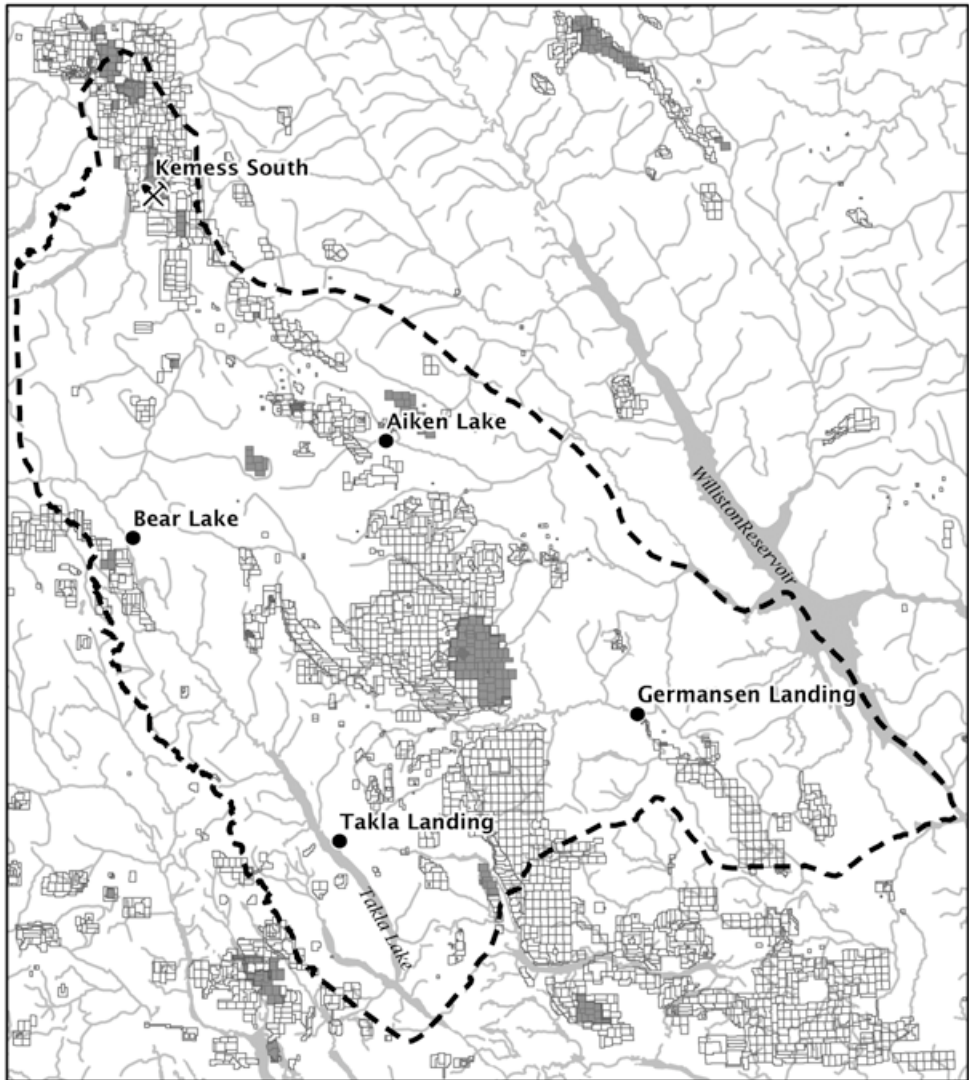 Kemess South
Aiken Lake
Bear Lake
WillistonReservoir
Germansen Landing
Takla Landing
Takla Lake